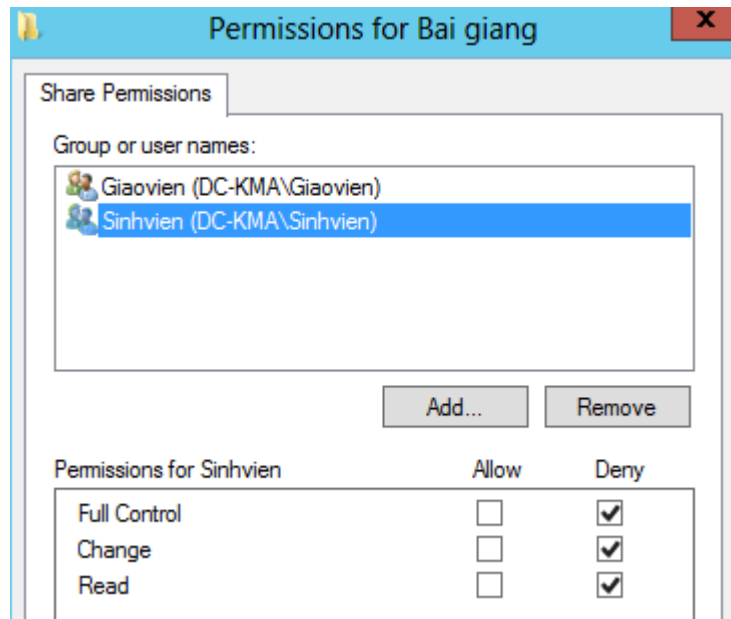 Permissions for Bai giang
x
Share Permissions
Group or user names:
Giaovien (DC-KMA\Giaovien)
Sinhvien (DC-KMA\Sinhvien)
Add... Remove
Permissions for Sinhvien Allow Deny
Full Control
Change
Read